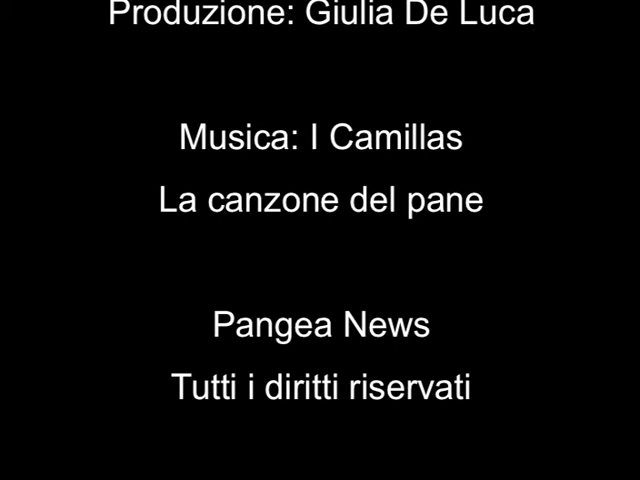 Produzione: Giulia De Luca
Musica: I Camillas
La canzone del pane
Pangea News
Tutti i diritti riservati